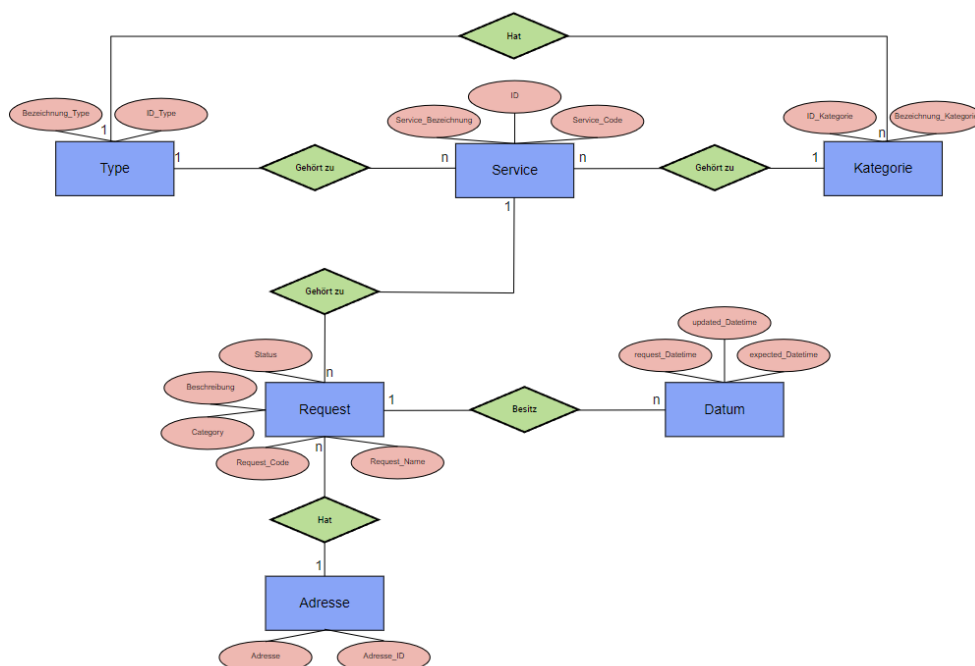 Hat
Bezeichnung_Type
ID_Type
ID
Service_Bezeichnung
Service_Code
ID_Kategorie
Bezeichnung_Kategorie
1
n
Type
1
Gehört zu
n
Service
n
Gehört zu
1
Kategorie
1
Gehört zu
updated_Datetime
request_Datetime
expected_Datetime
Status
n
Beschreibung
Request
1
Besitz
n
Datum
Category
Request_Code
n
Request_Name
Hat
1
Adresse
Adresse
Adresse_ID